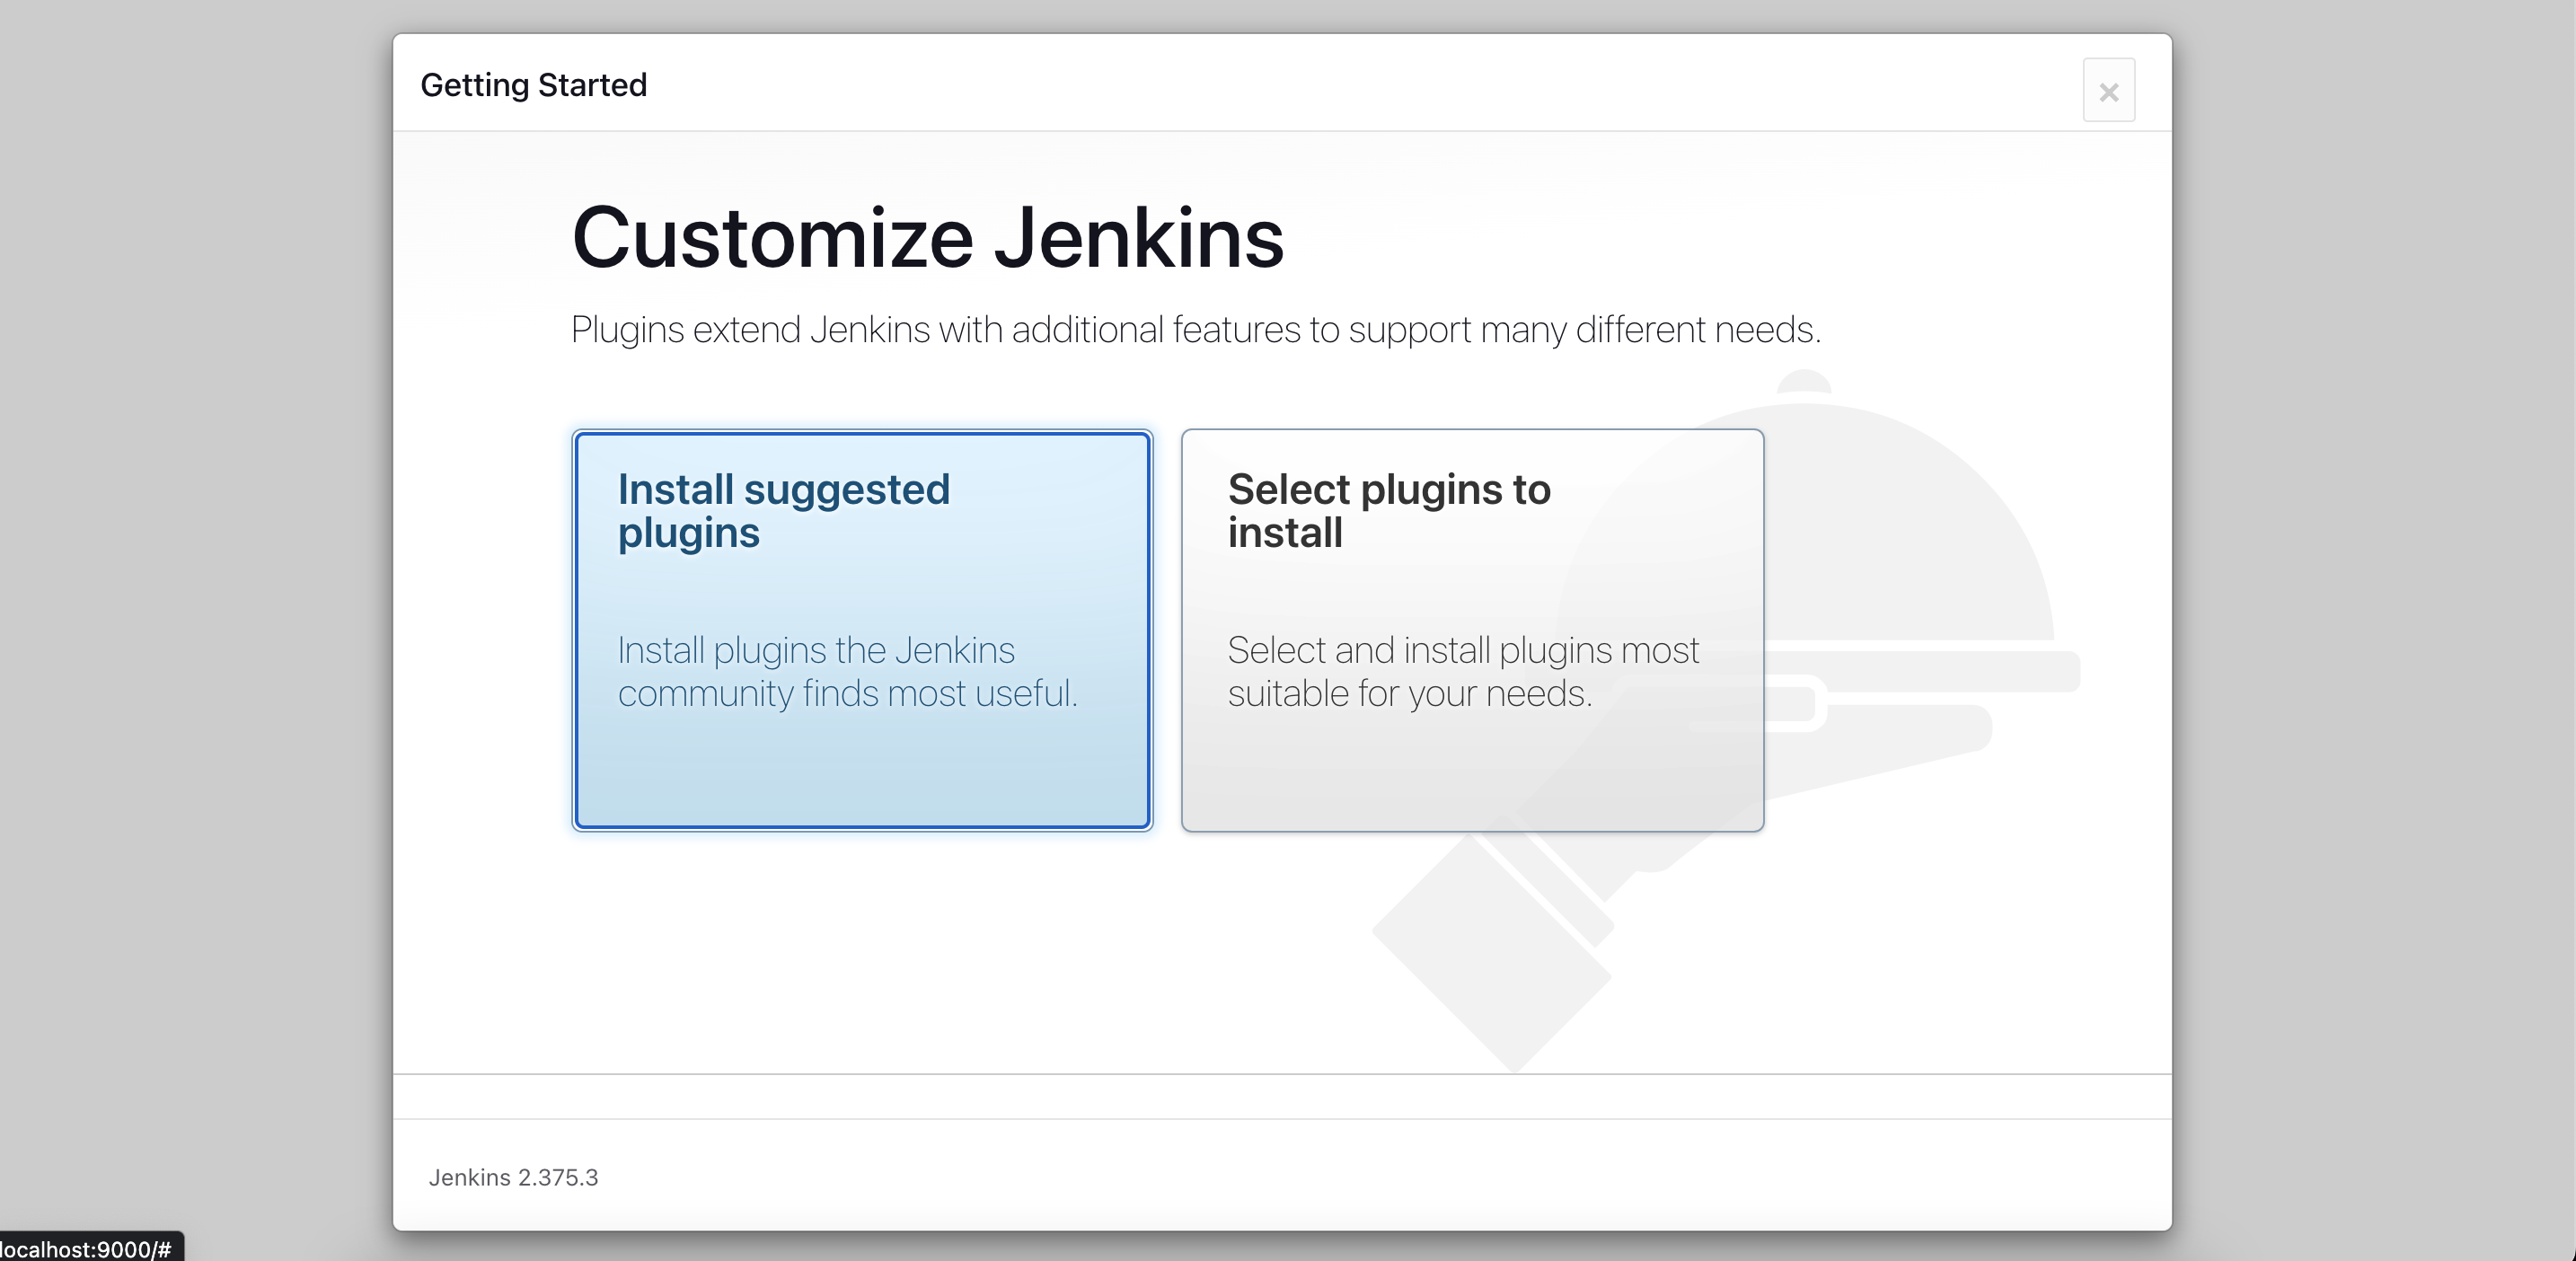 Getting Started
×
Customize Jenkins
Plugins extend Jenkins with additional features to support many different needs.
Install suggested
plugins
Install plugins the Jenkins
community finds most useful.
Select plugins to
install
Select and install plugins most
suitable for your needs.
Jenkins 2.375.3
localhost:9000/#